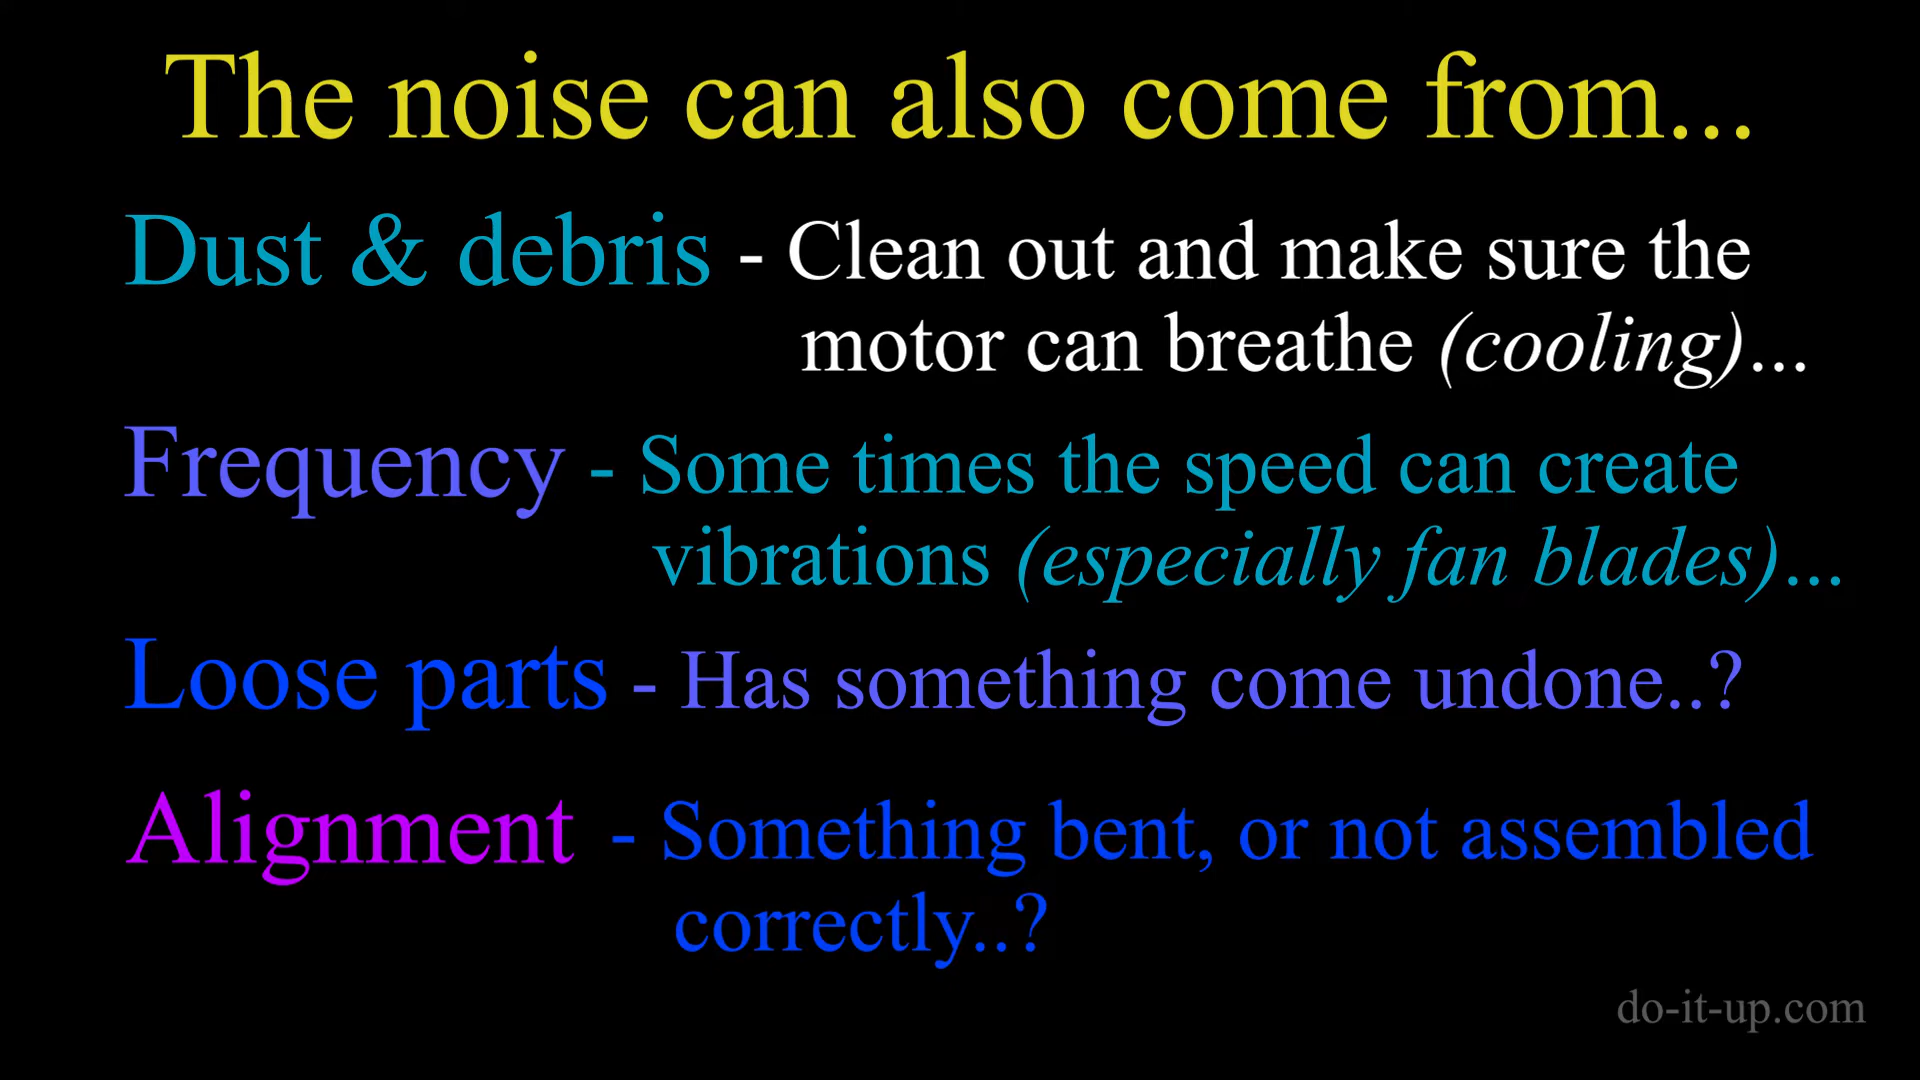 The noise can also come from...
Dust & debris - Clean out and make sure the
motor can breathe (cooling)...
Frequency - Some times the speed can create
vibrations (especially fan blades)...
Loose parts - Has something come undone..?
Alignment - Something bent, or not assembled
correctly..?
do-it-up.com